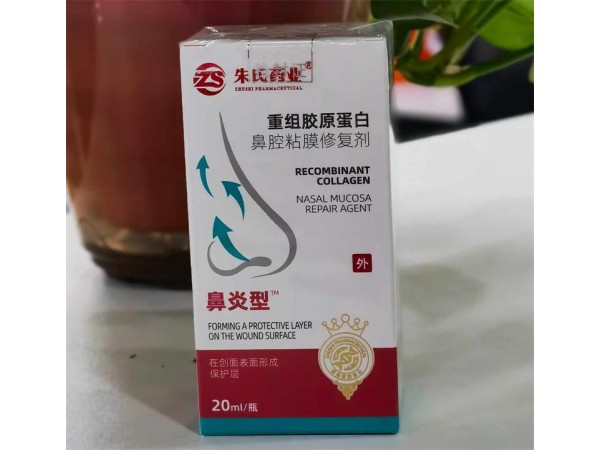 ZS 朱氏药业®
ZHUSHI PHARMACEUTICAL
重组胶原蛋白
鼻腔粘膜修复剂
RECOMBINANT
COLLAGEN
NASAL MUCOSA
REPAIR AGENT
外
鼻炎型™
FORMING A PROTECTIVE LAYER
ON THE WOUND SURFACE
在创面表面形成
保护层
20ml/瓶